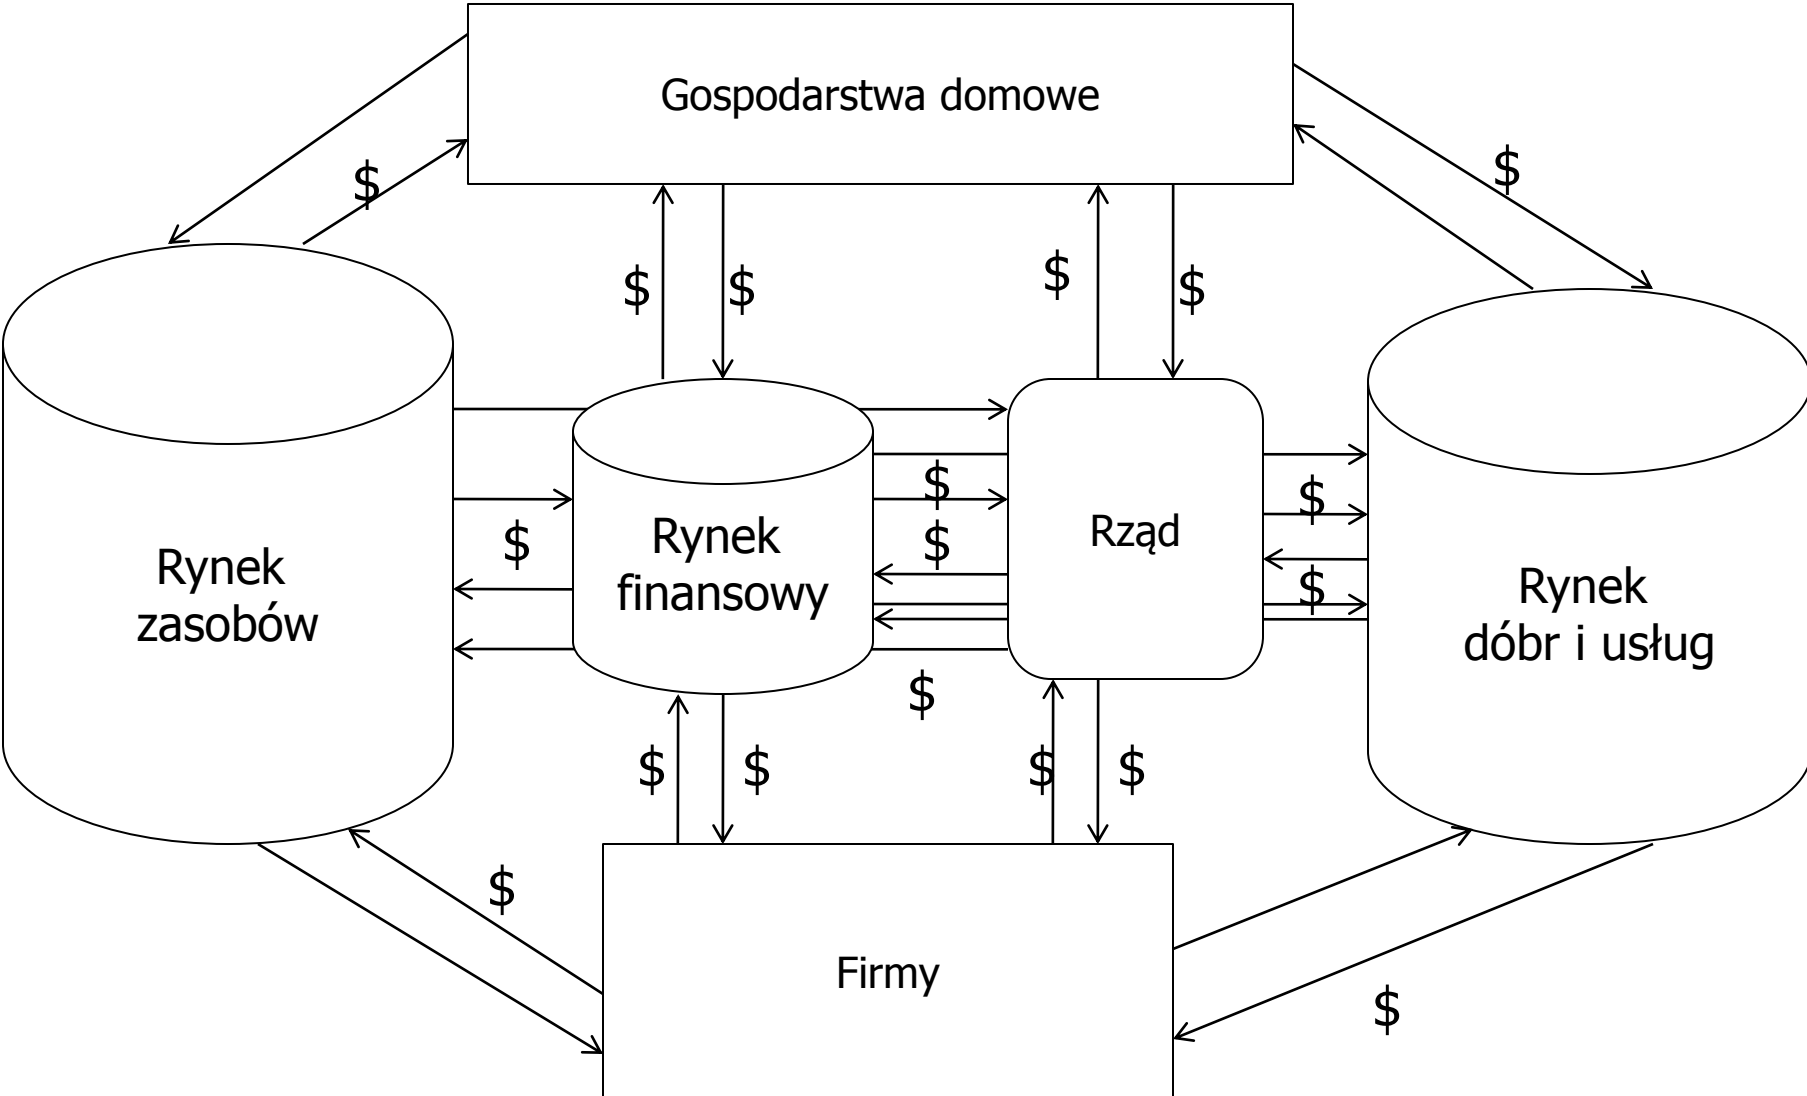 Gospodarstwa domowe
$
$
$
$
$
$
$
$
$
$
$
$
Rynek
zasobów
Rynek
finansowy
Rząd
Rynek
dóbr i usług
$
$
$
$
$
$
Firmy
$